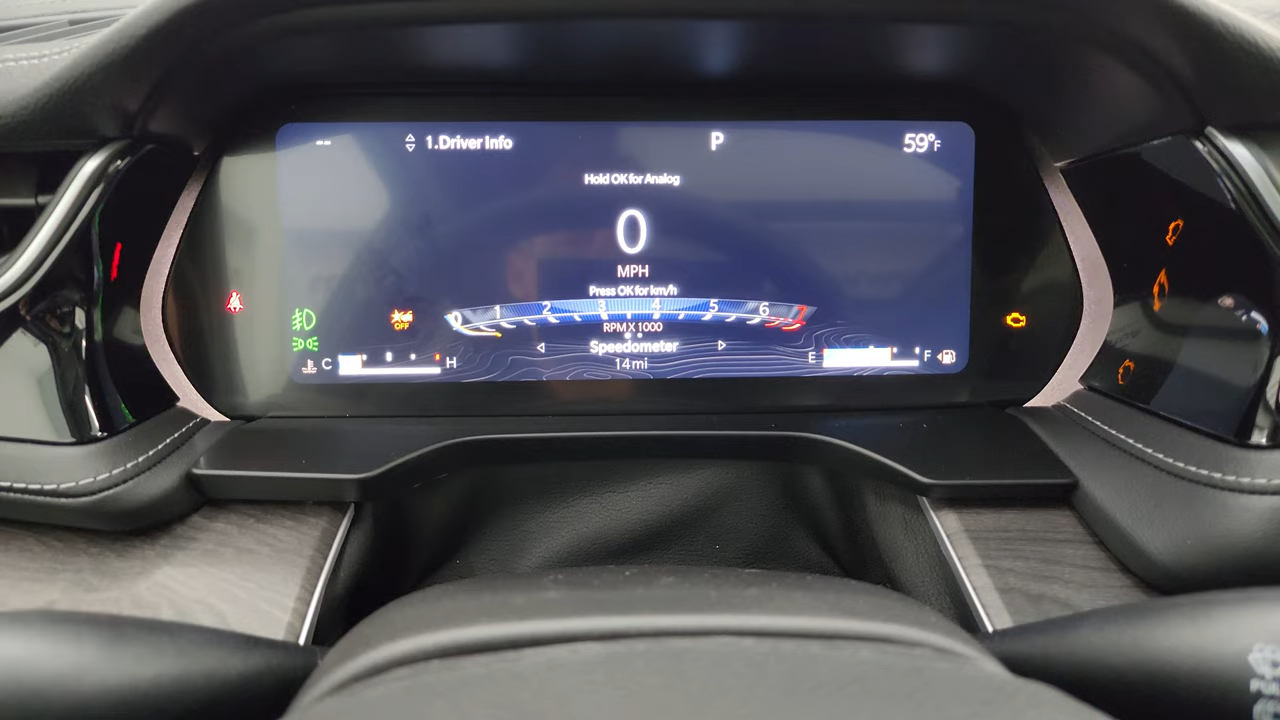 --
1.Driver Info
P
59°F
Hold OK for Analog
0
MPH
Press OK for km/h
0 1 2 3 4 5 6 7
RPM X 1000
OFF
C H
Speedometer
14mi
E F